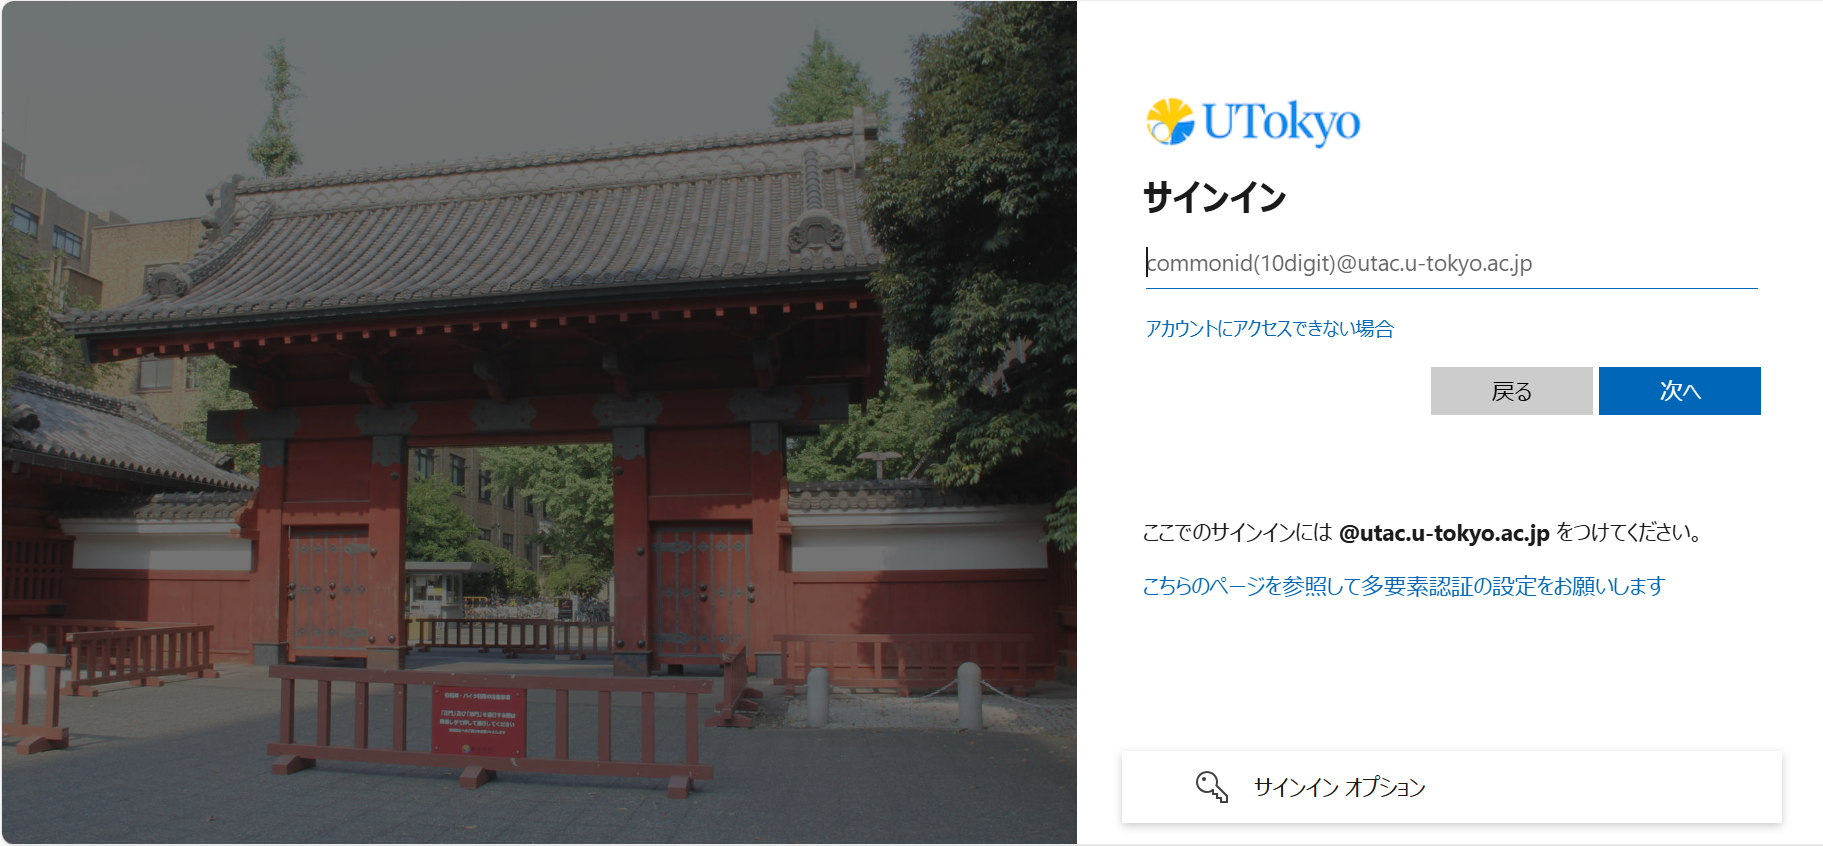 UTokyo
サインイン
commonid(10digit)@utac.u-tokyo.ac.jp
アカウントにアクセスできない場合
戻る
次へ
ここでのサインインには @utac.u-tokyo.ac.jp をつけてください。
こちらのページを参照して多要素認証の設定をお願いします
サインイン オプション